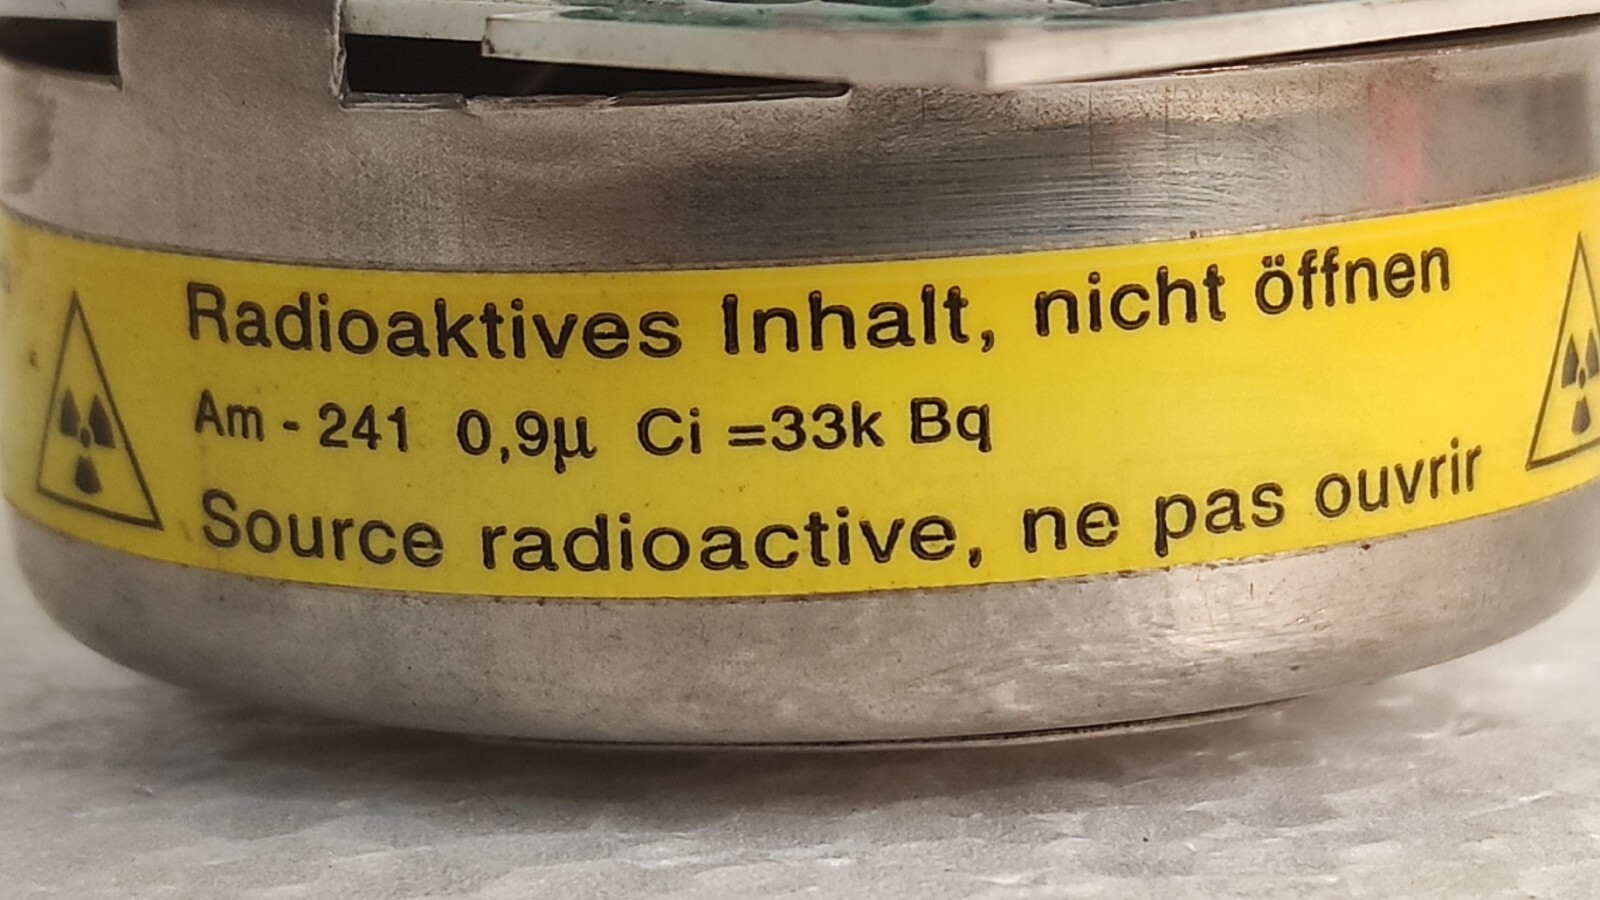 Radioaktives Inhalt, nicht öffnen
Am - 241 0,9µ Ci =33k Bq
Source radioactive, ne pas ouvrir